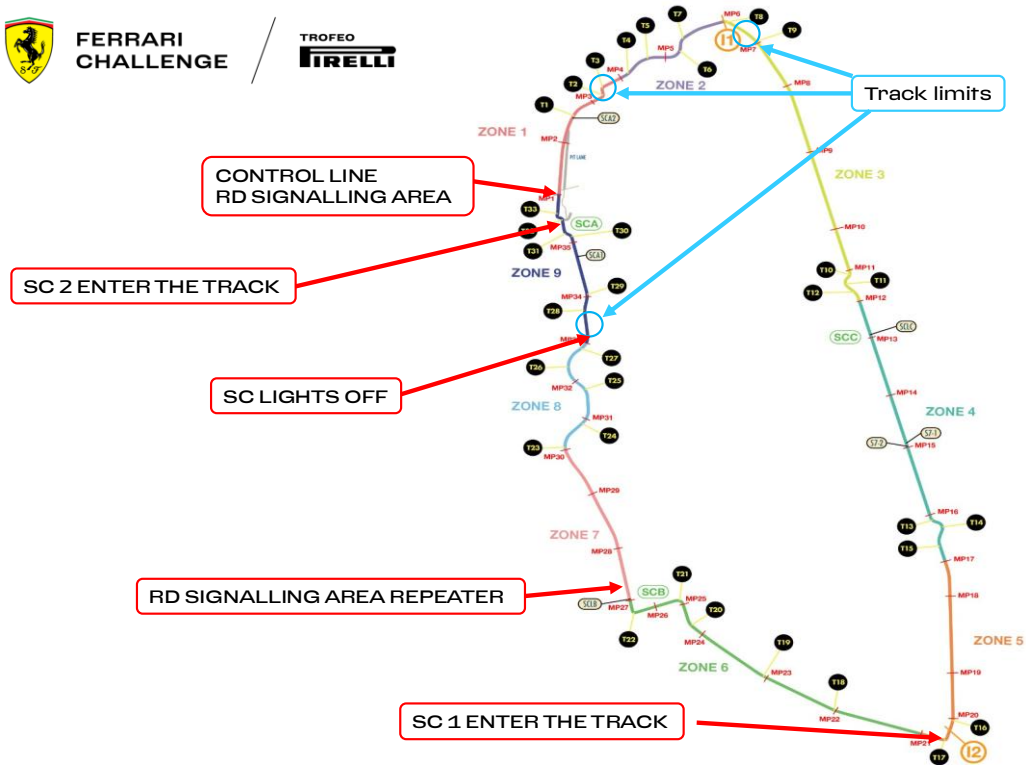 FERRARI
CHALLENGE
TROFEO
PIRELLI
S F
MP6
T8
T7
I1
T9
T5
MP7
T4
MP5
T6
T3
MP4
ZONE 2
MP8
Track limits
T2
MP3
T1
SCA2
ZONE 1
MP2
MP9
PIT LANE
ZONE 3
CONTROL LINE
RD SIGNALLING AREA
MP1
T33
SCA
T30
MP10
T31
MP35
SCA1
ZONE 9
MP11
T10
T11
SC 2 ENTER THE TRACK
T29
MP34
T12
MP12
T28
SCLC
SCC
MP13
T27
T26
T25
MP32
SC LIGHTS OFF
MP14
ZONE 8
MP31
ZONE 4
T24
S7-1
S7-2
MP15
T23
MP30
MP29
MP16
T13
T14
ZONE 7
T15
MP28
MP17
T21
RD SIGNALLING AREA REPEATER
SCB
MP18
SCLB
MP27
MP26
MP25
T20
T22
MP24
T19
ZONE 5
ZONE 6
MP23
MP19
T18
SC 1 ENTER THE TRACK
MP22
MP20
T16
MP21
T17
I2